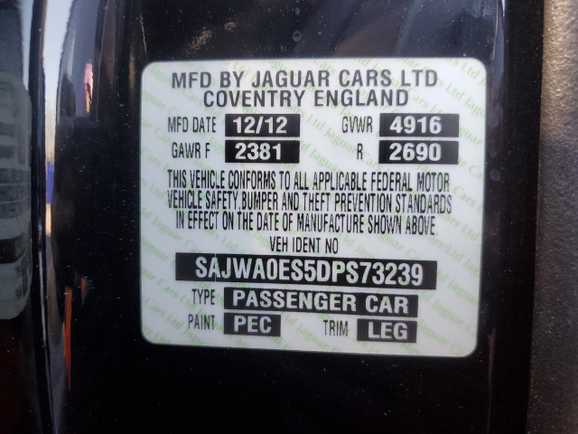 MFD BY JAGUAR CARS LTD
COVENTRY ENGLAND
MFD DATE 12/12 GVWR 4916
GAWR F 2381 R 2690
THIS VEHICLE CONFORMS TO ALL APPLICABLE FEDERAL MOTOR
VEHICLE SAFETY, BUMPER AND THEFT PREVENTION STANDARDS
IN EFFECT ON THE DATE OF MANUFACTURE SHOWN ABOVE
VEH IDENT NO
SAJWA0ES5DPS73239
TYPE PASSENGER CAR
PAINT PEC TRIM LEG